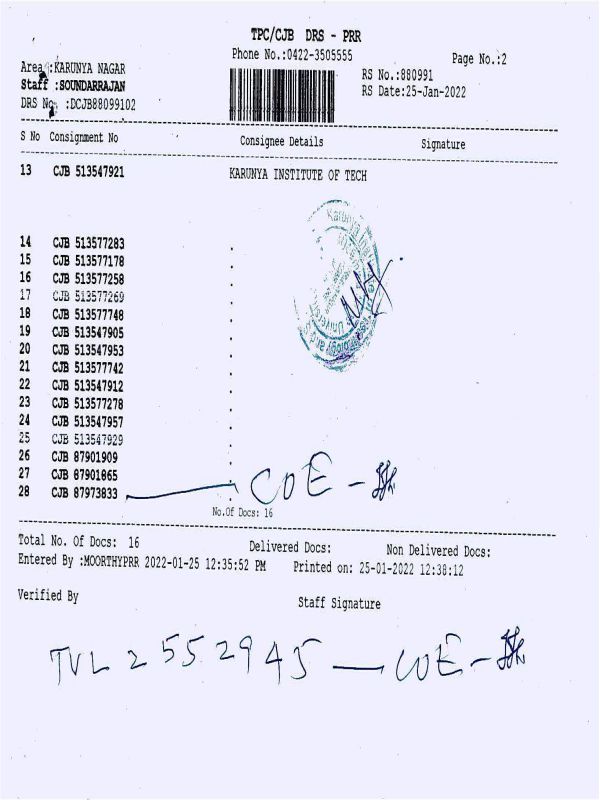 TPC/CJB DRS - PRR
Phone No.:0422-3505555 Page No.:2
Area :KARUNYA NAGAR RS No.:880991
Staff :SOUNDARRAJAN RS Date:25-Jan-2022
DRS No. :DCJB88099102
S No Consignment No Consignee Details Signature
13 CJB 513547921 KARUNYA INSTITUTE OF TECH
14 CJB 513577283 .
15 CJB 513577178 .
16 CJB 513577258 .
17 CJB 513577269 .
18 CJB 513577748 .
19 CJB 513547905 .
20 CJB 513547953 .
21 CJB 513577742 .
22 CJB 513547912 .
23 CJB 513577278 .
24 CJB 513547957 .
25 CJB 513547929 .
26 CJB 87901909 .
27 CJB 87901865 .
28 CJB 87973833 COE -
No.Of Docs: 16
Total No. Of Docs: 16 Delivered Docs: Non Delivered Docs:
Entered By :MOORTHYPRR 2022-01-25 12:35:52 PM Printed on: 25-01-2022 12:38:12
Verified By Staff Signature
TVL 2552945 — COE -